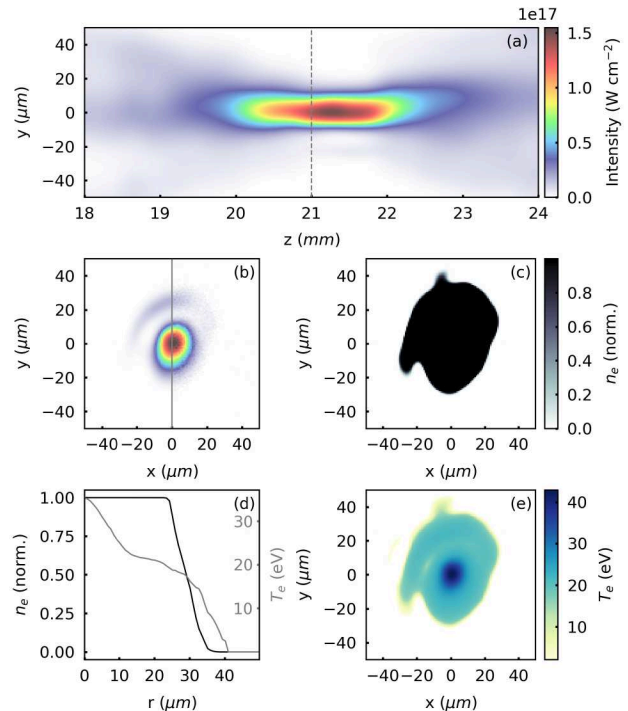 1e17
(a)
40
20
0
−20
−40
y (μm)
18 19 20 21 22 23 24
z (mm)
1.5
1.0
0.5
0.0
Intensity (W cm−2)
(b)
40
20
0
−20
−40
y (μm)
−40 −20 0 20 40
x (μm)
(c)
40
20
0
−20
−40
y (μm)
−40 −20 0 20 40
x (μm)
0.8
0.6
0.4
0.2
0.0
ne (norm.)
(d)
1.00
0.75
0.50
0.25
0.00
ne (norm.)
0 20 40
r (μm)
30
20
10
Te (eV)
(e)
40
20
0
−20
−40
y (μm)
−40 −20 0 20 40
x (μm)
40
30
20
10
Te (eV)